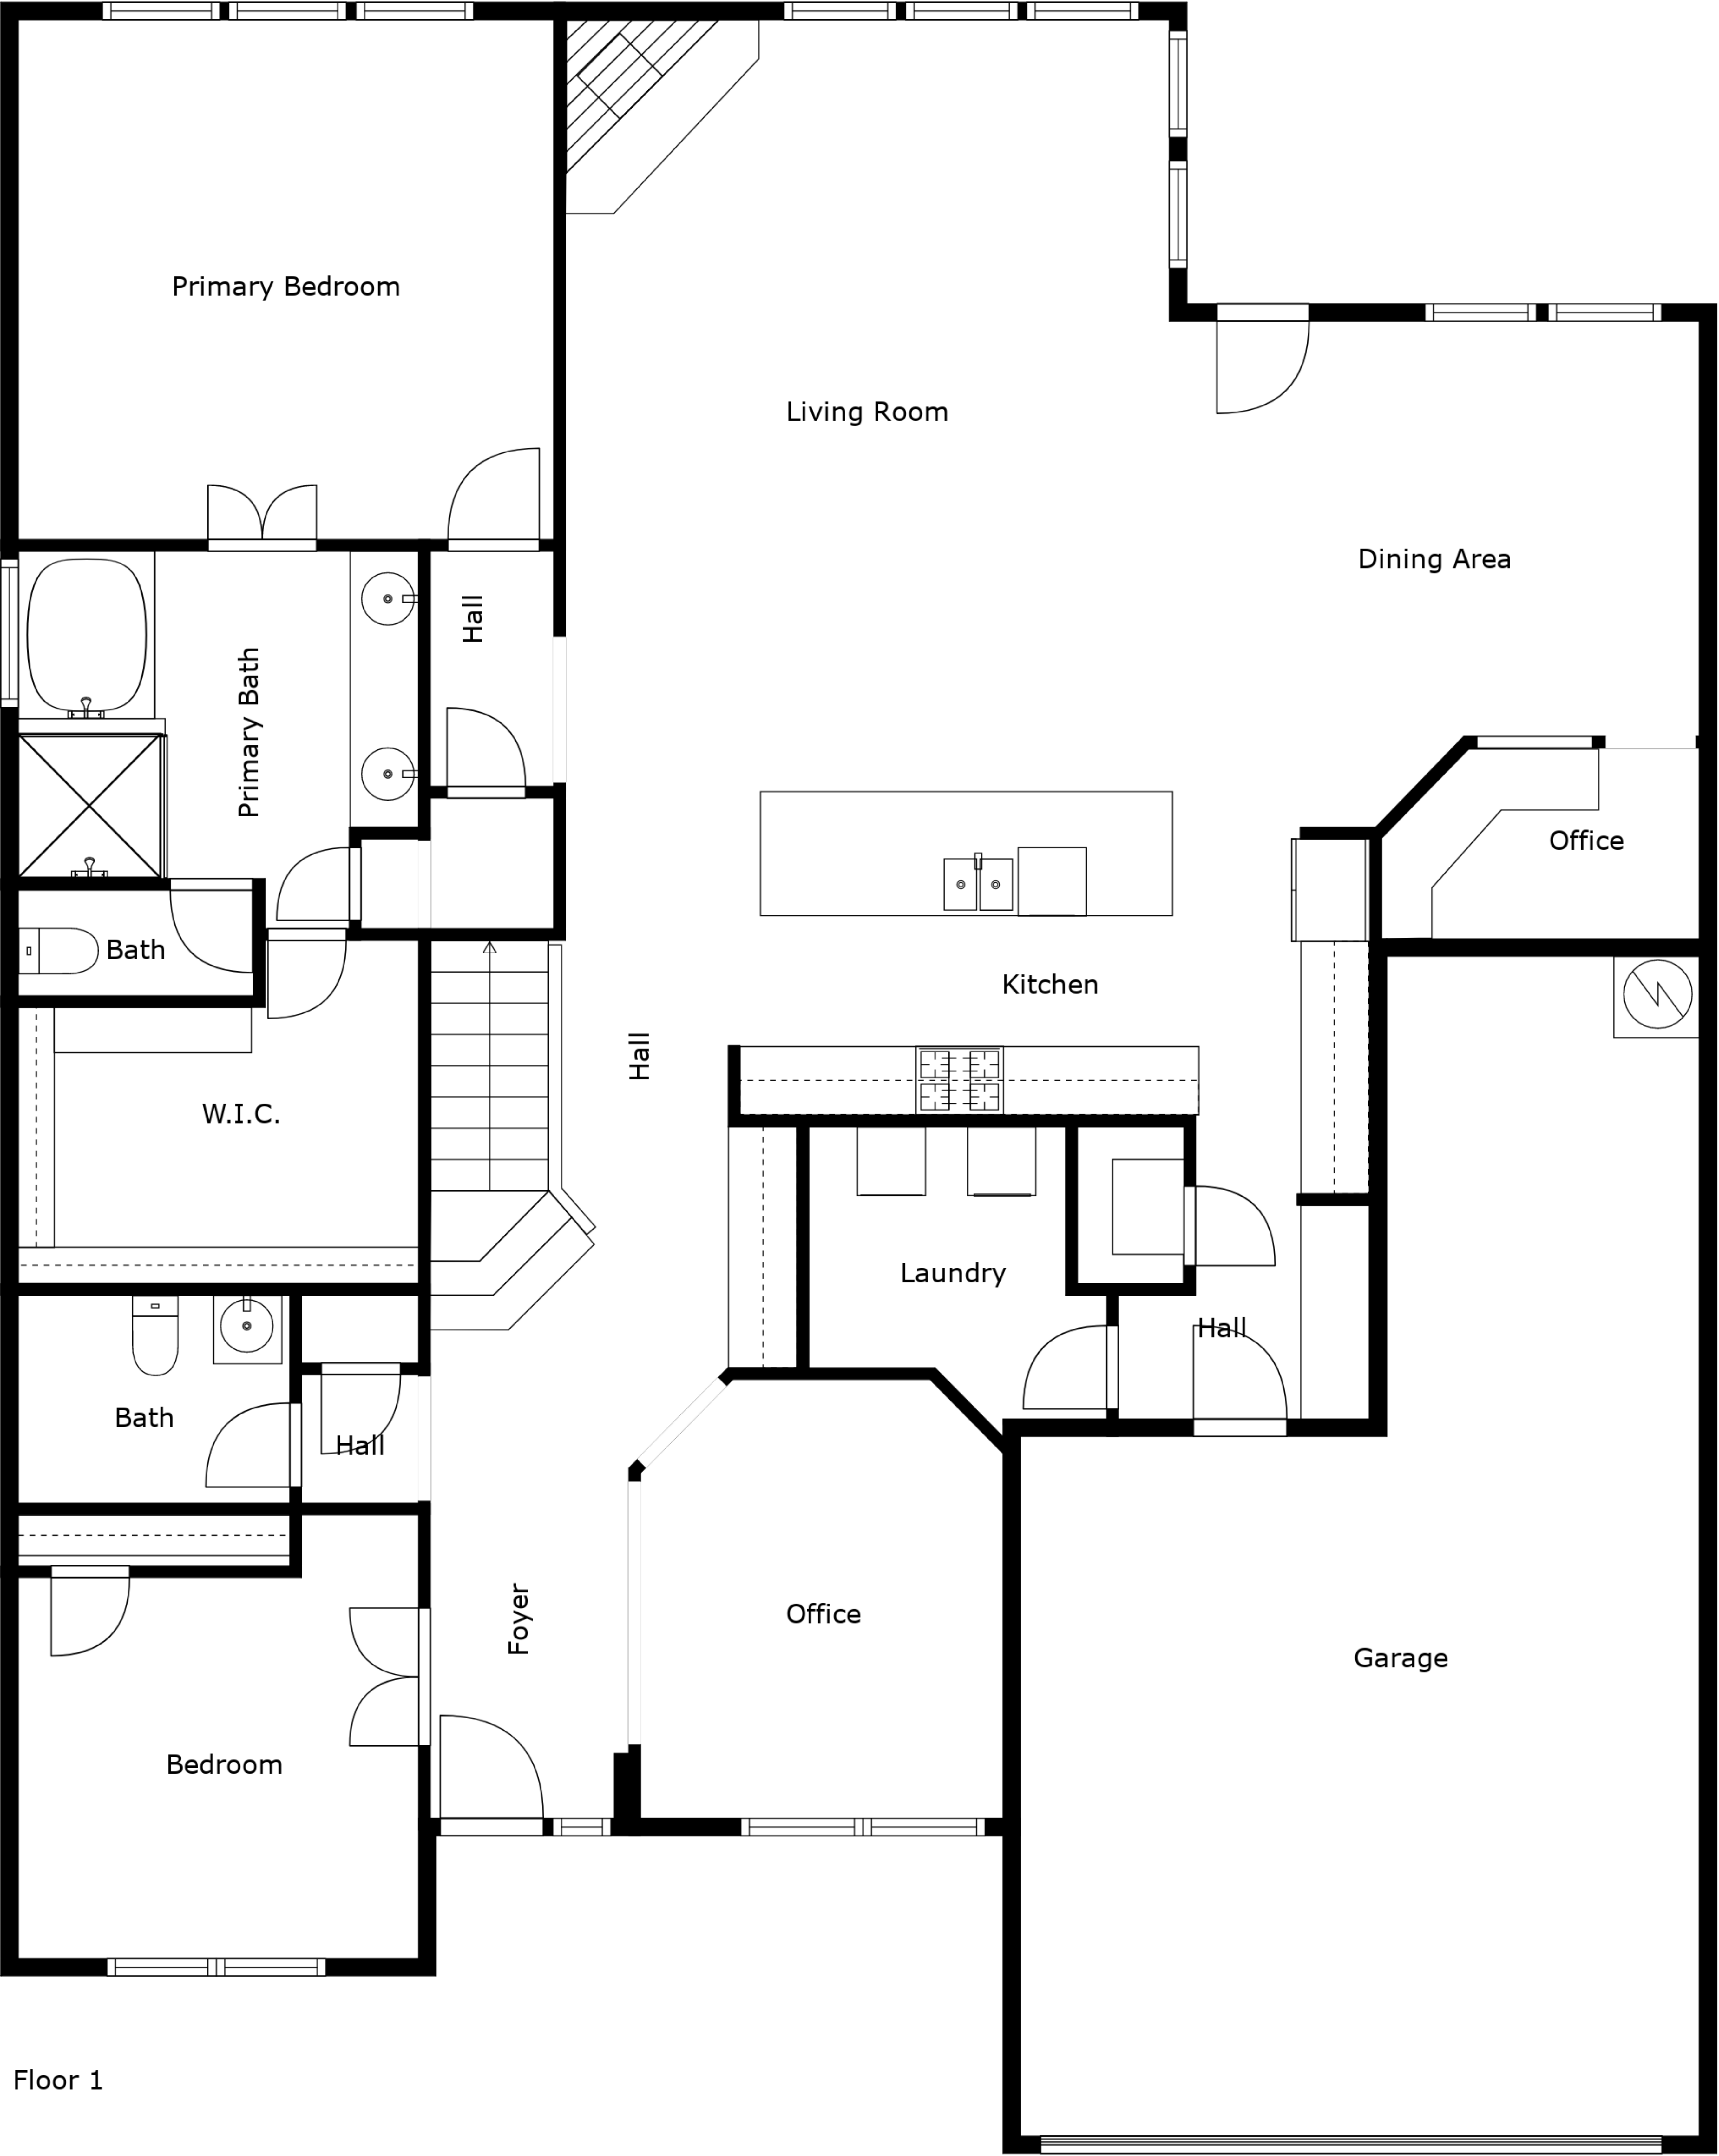 Primary Bedroom
Living Room
Dining Area
Hall
Primary Bath
Office
Bath
Kitchen
Hall
W.I.C.
Laundry
Hall
Bath
Hall
Foyer
Office
Garage
Bedroom
Floor 1